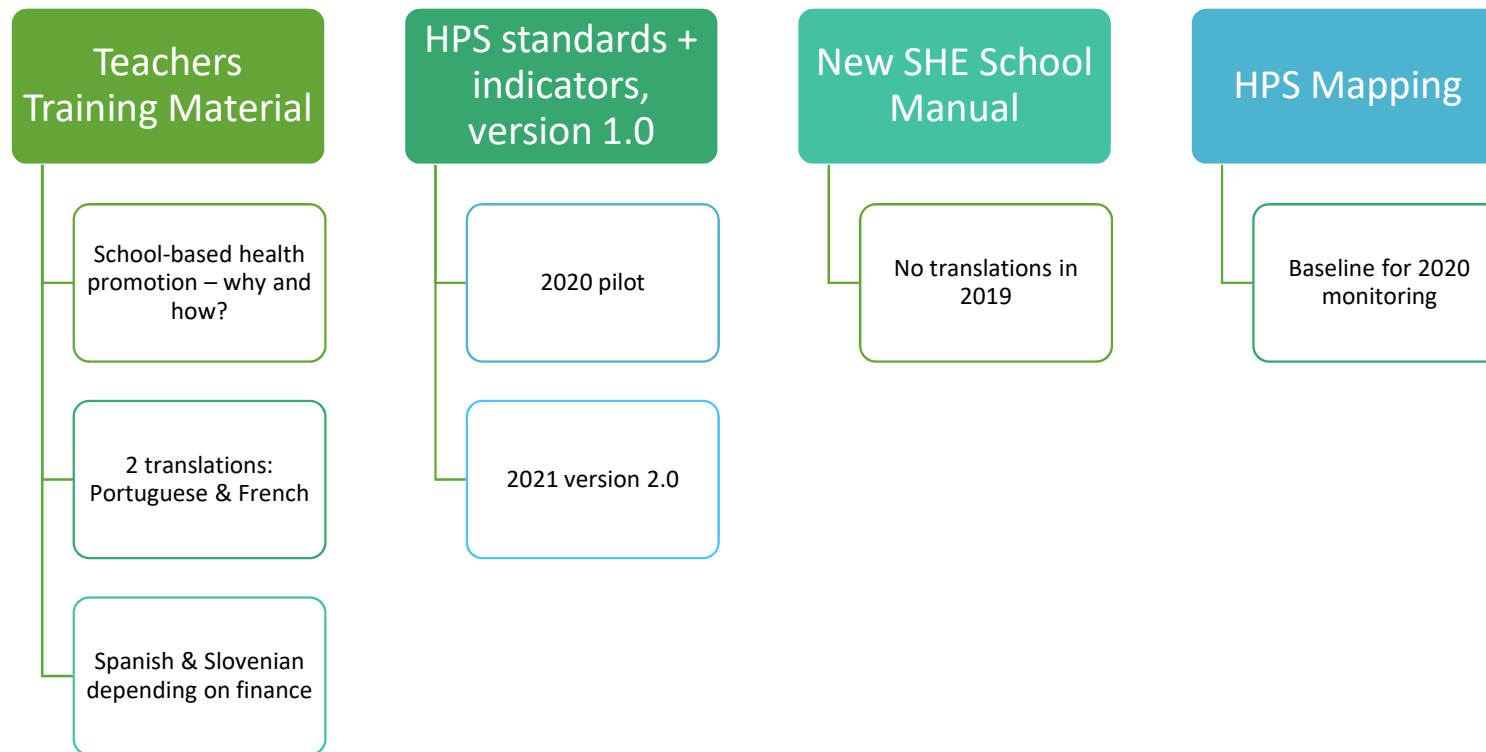 Teachers
Training Material
School-based health
promotion – why and
how?
2 translations:
Portuguese & French
Spanish & Slovenian
depending on finance
HPS standards +
indicators,
version 1.0
2020 pilot
2021 version 2.0
New SHE School
Manual
No translations in
2019
HPS Mapping
Baseline for 2020
monitoring